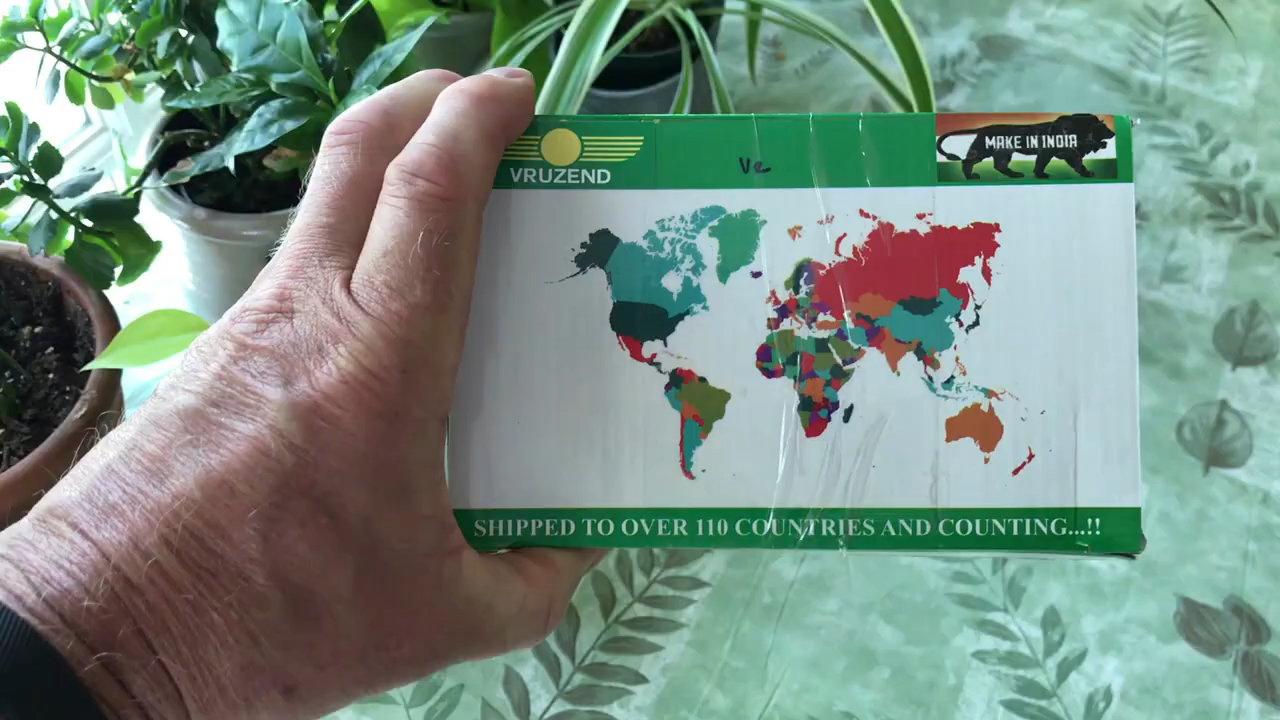 VRUZEND
Ve
MAKE IN INDIA
SHIPPED TO OVER 110 COUNTRIES AND COUNTING...!!